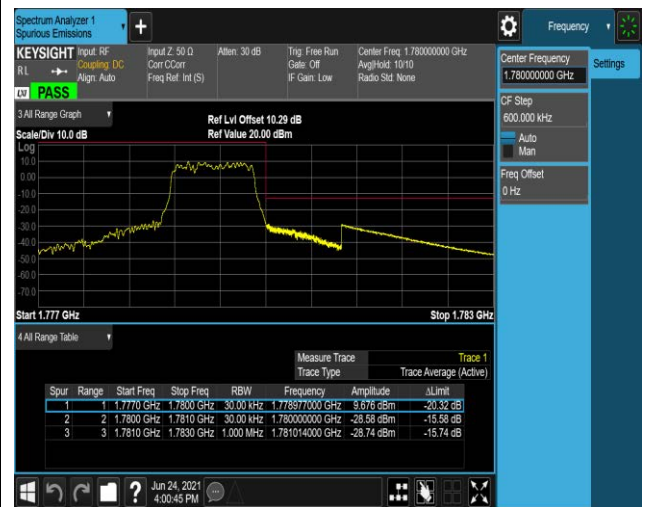 Spectrum Analyzer 1
Spurious Emissions
+
Frequency
KEYSIGHT
RL
LXI
PASS
Input: RF
Coupling: DC
Align: Auto
Input Z: 50 Ω
Corr CCorr
Freq Ref: Int (S)
Atten: 30 dB
Trig: Free Run
Gate: Off
IF Gain: Low
Center Freq: 1.780000000 GHz
Avg|Hold: 10/10
Radio Std: None
Center Frequency
1.780000000 GHz
Settings
CF Step
600.000 kHz
Auto
Man
Freq Offset
0 Hz
3 All Range Graph
Scale/Div 10.0 dB
Ref Lvl Offset 10.29 dB
Ref Value 20.00 dBm
Log
10.0
0.00
-10.0
-20.0
-30.0
-40.0
-50.0
-60.0
-70.0
Start 1.777 GHz
Stop 1.783 GHz
4 All Range Table
Measure Trace Trace 1
Trace Type Trace Average (Active)
Spur Range Start Freq Stop Freq RBW Frequency Amplitude ΔLimit
1 1 1.7770 GHz 1.7800 GHz 30.00 kHz 1.778977000 GHz 9.676 dBm -20.32 dB
2 2 1.7800 GHz 1.7810 GHz 30.00 kHz 1.780000000 GHz -28.58 dBm -15.58 dB
3 3 1.7810 GHz 1.7830 GHz 1.000 MHz 1.781014000 GHz -28.74 dBm -15.74 dB
?
Jun 24, 2021
4:00:45 PM